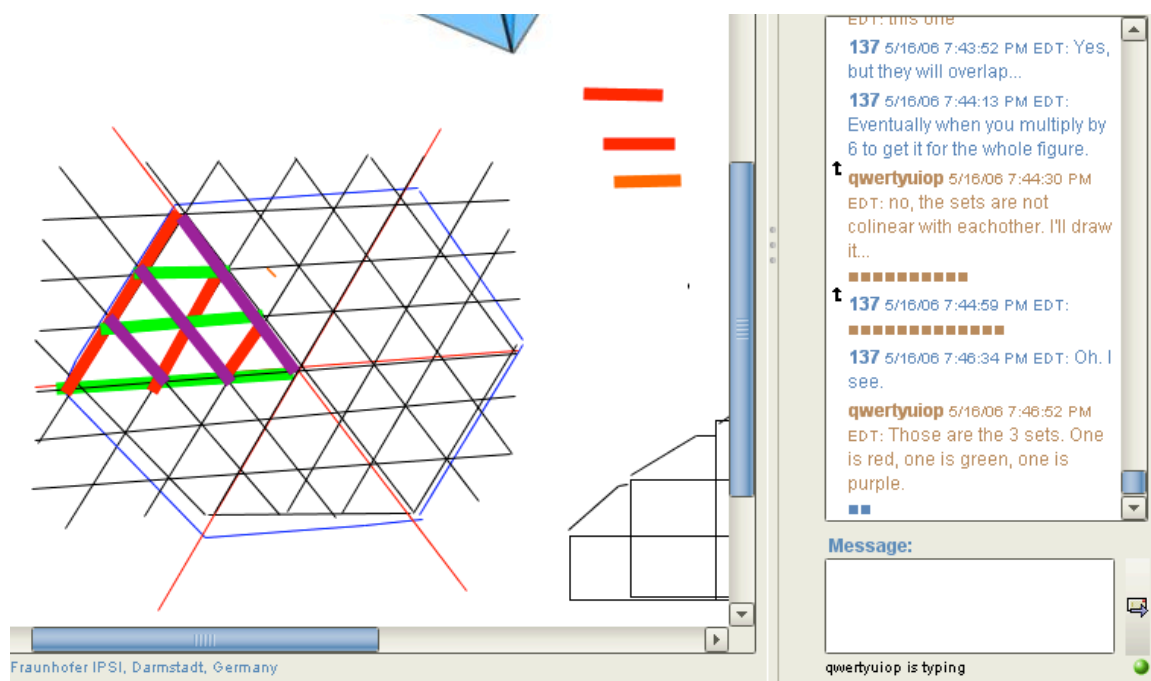 EDT: this one
137 5/16/06 7:43:52 PM EDT: Yes,
but they will overlap...
137 5/16/06 7:44:13 PM EDT:
Eventually when you multiply by
6 to get it for the whole figure.
qwertyuiop 5/16/06 7:44:30 PM
EDT: no, the sets are not
colinear with eachother. I'll draw
it...
137 5/16/06 7:44:59 PM EDT:
137 5/16/06 7:46:34 PM EDT: Oh. I
see.
qwertyuiop 5/16/06 7:46:52 PM
EDT: Those are the 3 sets. One
is red, one is green, one is
purple.
Message:
Fraunhofer IPSI, Darmstadt, Germany
qwertyuiop is typing